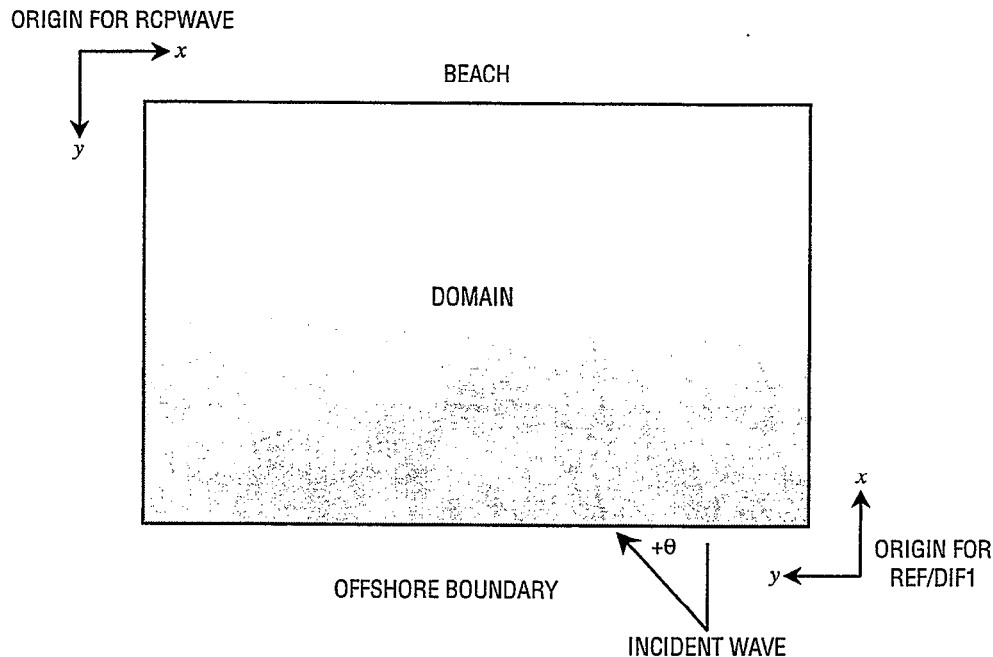 ORIGIN FOR RCPWAVE
x
BEACH
y
DOMAIN
x
+θ
ORIGIN FOR
REF/DIF1
y
OFFSHORE BOUNDARY
INCIDENT WAVE